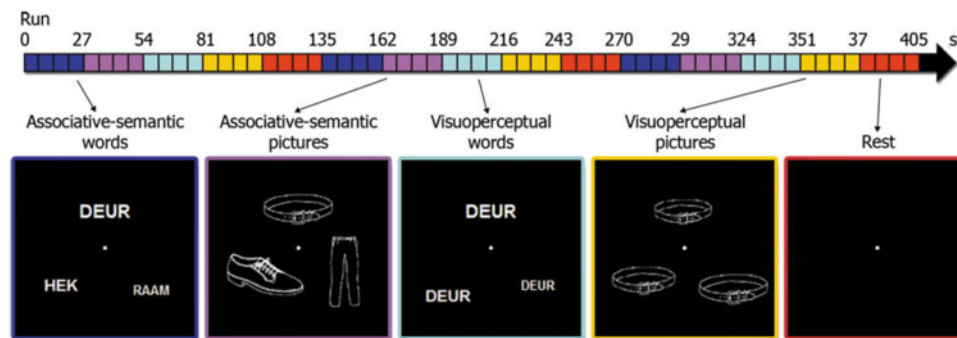 Run
0 27 54 81 108 135 162 189 216 243 270 29 324 351 37 405 s
Associative-semantic words
Associative-semantic pictures
Visuoperceptual words
Visuoperceptual pictures
Rest
DEUR
HEK
RAAM
DEUR
DEUR
DEUR